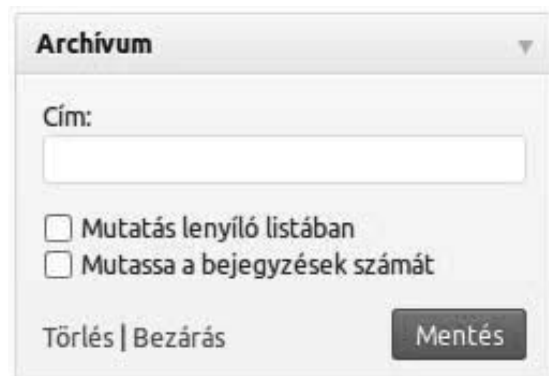 Archívum
Cím:
Mutatás lenyíló listában
Mutassa a bejegyzések számát
Törlés | Bezárás
Mentés